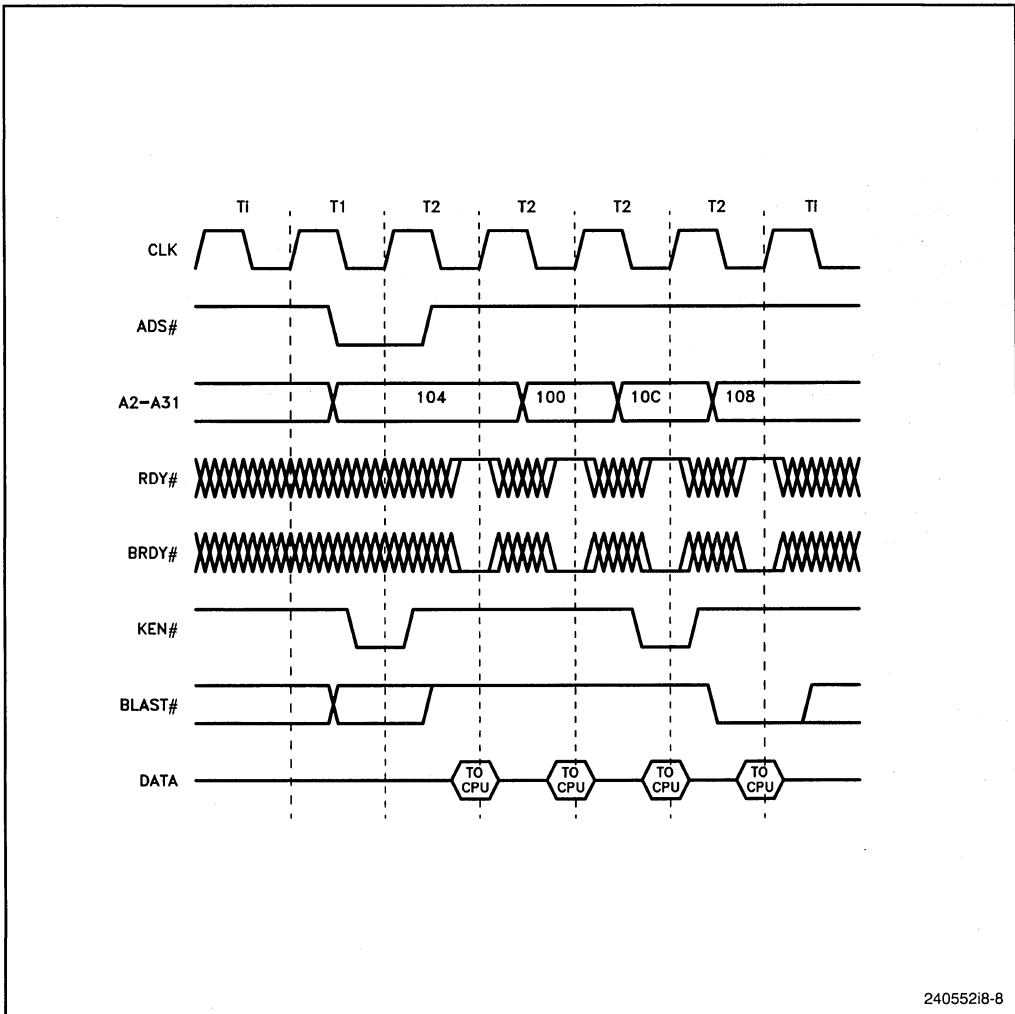 Ti T1 T2 T2 T2 T2 Ti
CLK
ADS#
A2-A31 104 100 10C 108
RDY#
BRDY#
KEN#
BLAST#
DATA TO CPU TO CPU TO CPU TO CPU
240552i8-8